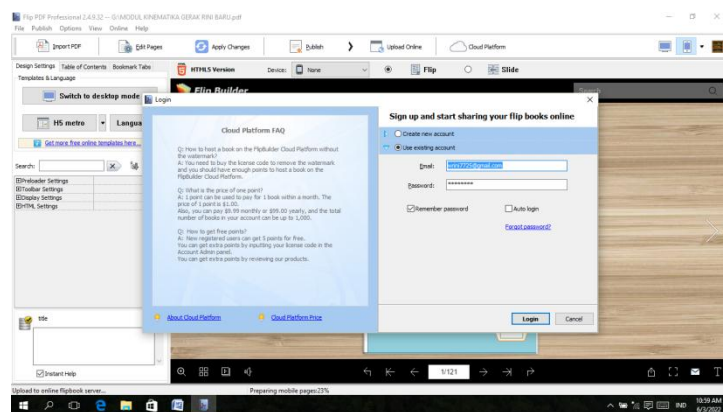 Flip PDF Professional 2.4.9.32 -- G:\MODUL KINEMATIKA GERAK RINI BARU.pdf
File Publish Options View Online Help
Import PDF Edit Pages Apply Changes Publish Upload Online Cloud Platform
Design Settings Table of Contents Bookmark Tabs
HTML5 Version Device: None Flip Slide
Templates & Language
Switch to desktop mode
Flip Builder
Search
Login
H5 metro
Get more free online templates here...
Search:
Preloader Settings
Toolbar Settings
Display Settings
HTML Settings
Cloud Platform FAQ
Q: How to host a book on the FlipBuilder Cloud Platform without
the watermark?
A: You need to buy the license code to remove the watermark
and you should have enough points to host a book on the
FlipBuilder Cloud Platform.
Q: What is the price of one point?
A: 1 point can be used to pay for 1 book within a month. The
price of 1 point is $1.00.
Also, you can pay $9.99 monthly or $99.00 yearly, and the total
number of books in your account can be up to 1,000.
Q: How to get free points?
A: New registered users can get 5 points for free.
You can get extra points by inputting your license code in the
Account Admin panel.
You can get extra points by reviewing our products.
About Cloud Platform Cloud Platform Price
Sign up and start sharing your flip books online
Create new account
Use existing account
Email:
Password: ********
Remember password Auto login
Forgot password?
Login Cancel
title
Instant Help
1/121
Upload to online flipbook server... Preparing mobile pages:23%
IND
10:59 AM